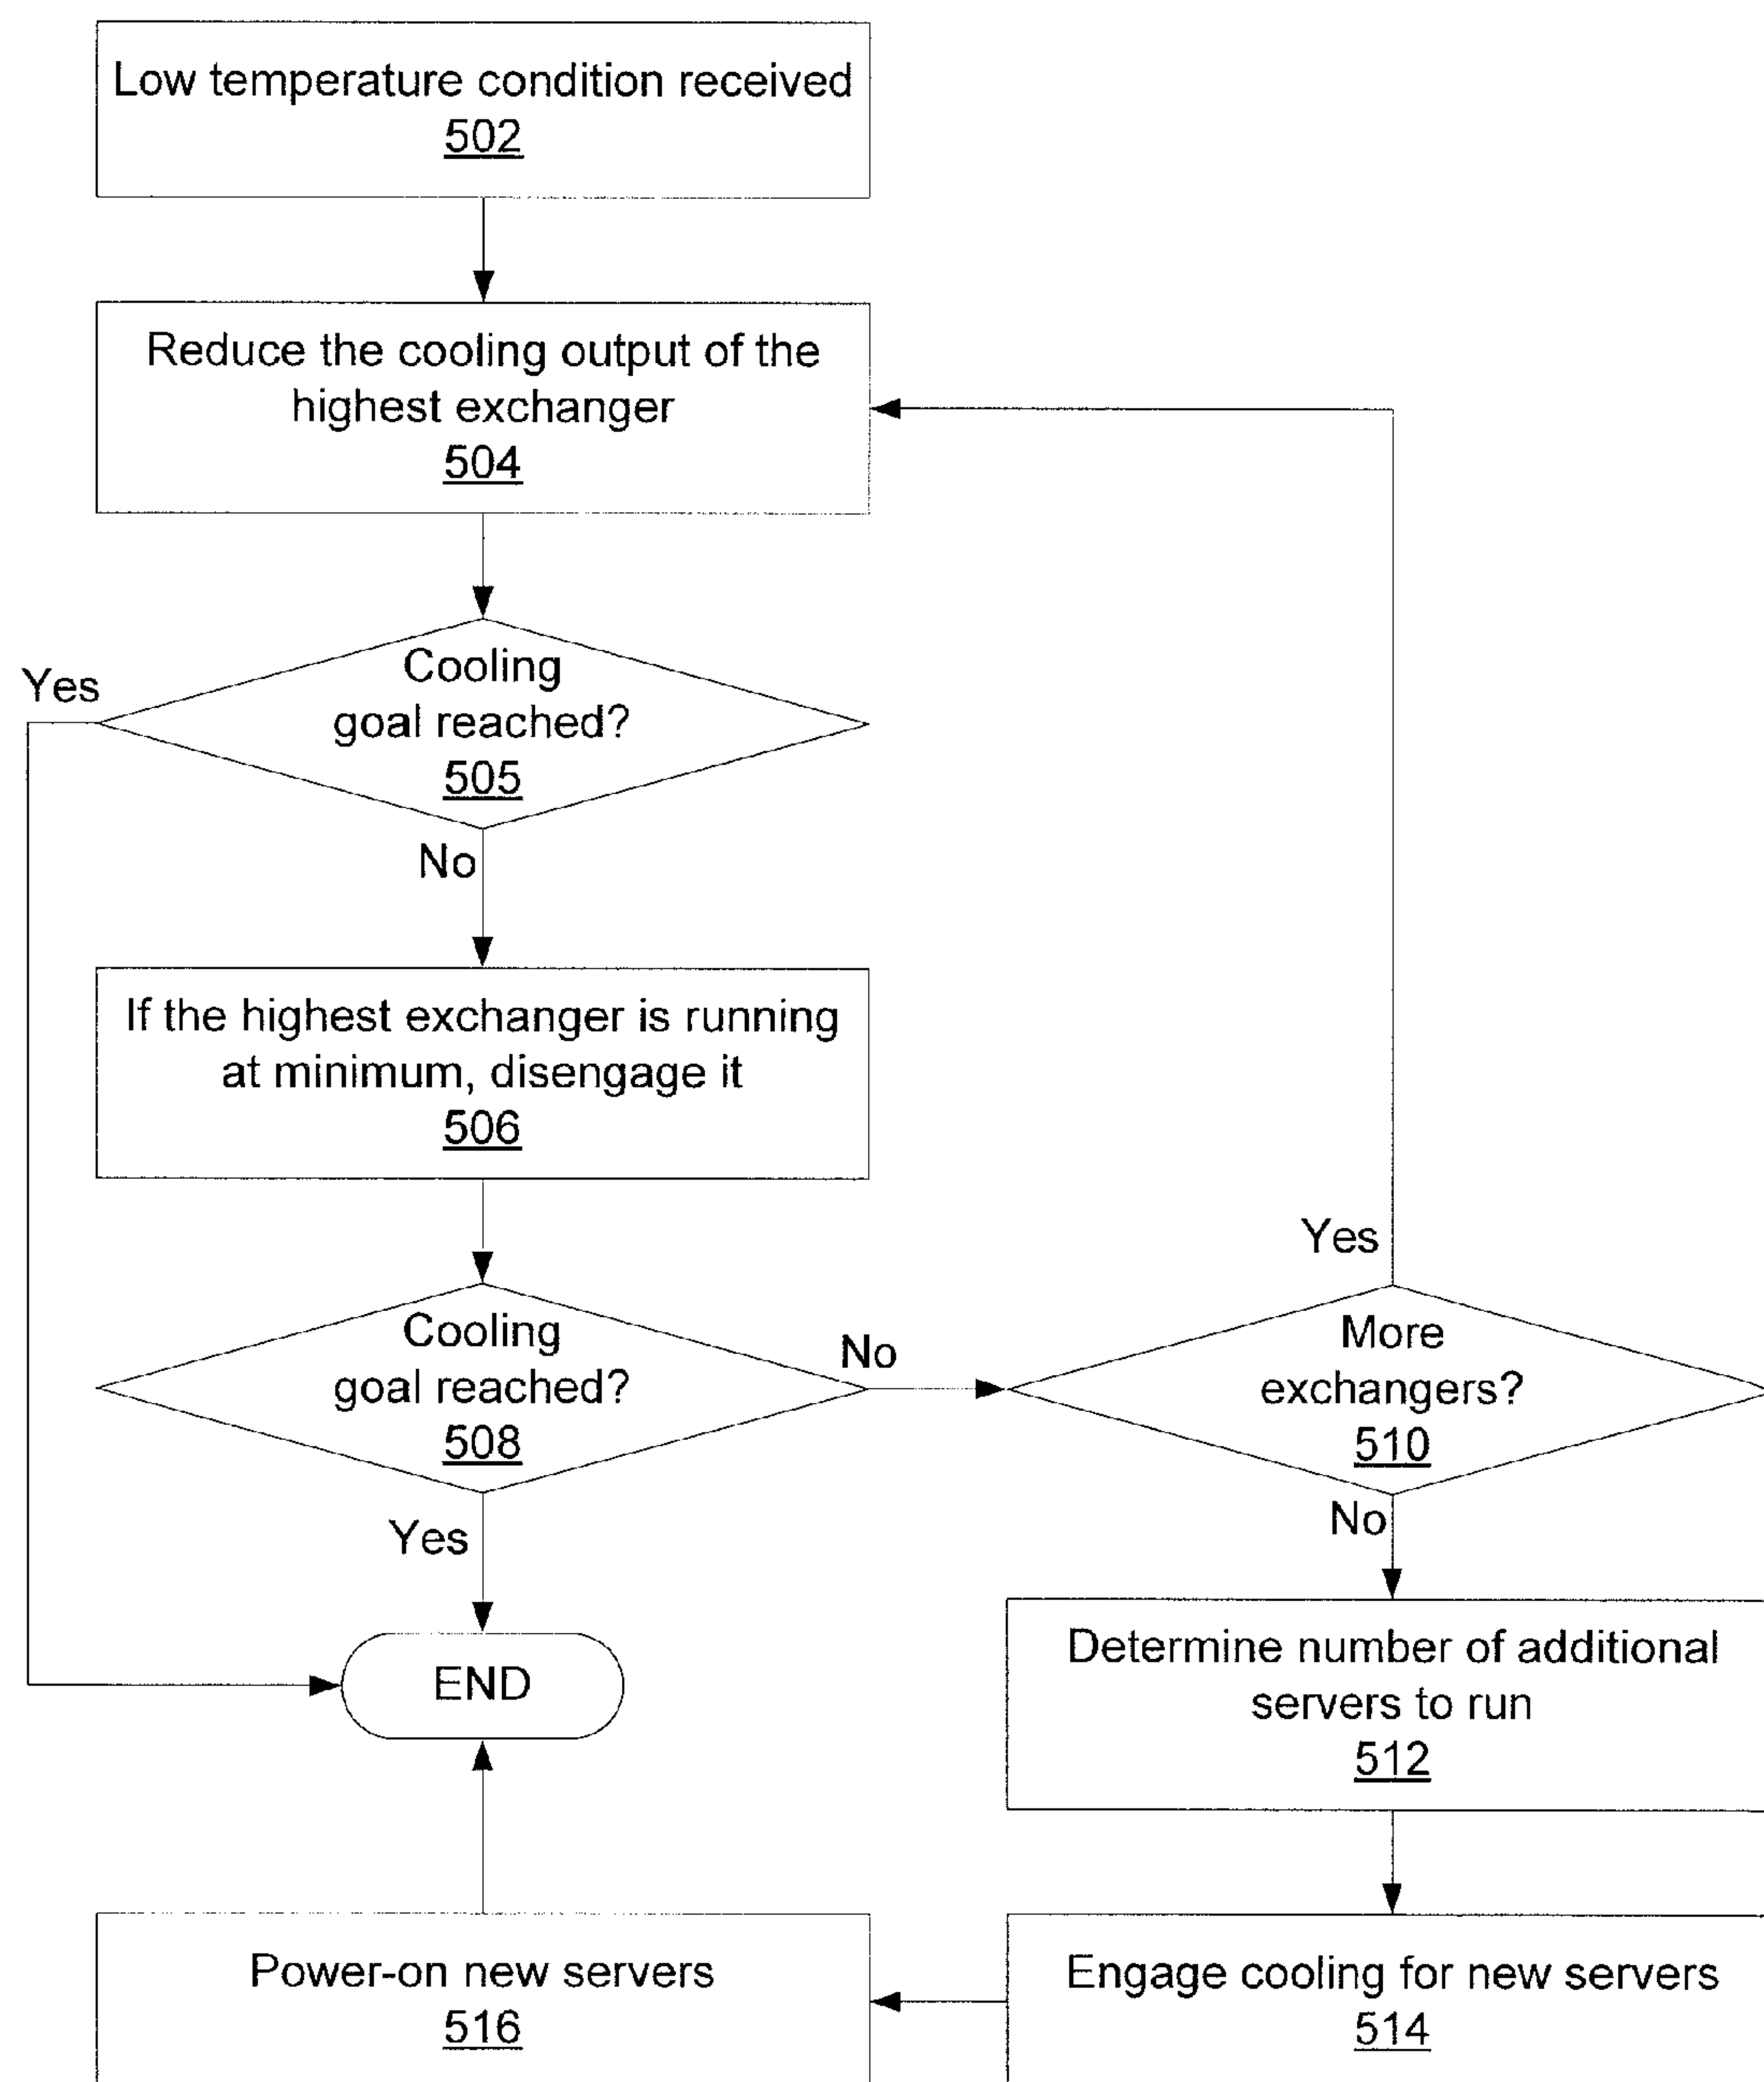 Low temperature condition received
502
Reduce the cooling output of the
highest exchanger
504
Cooling
goal reached?
505
Yes
No
If the highest exchanger is running
at minimum, disengage it
506
Cooling
goal reached?
508
No
Yes
More
exchangers?
510
Yes
No
END
Determine number of additional
servers to run
512
Engage cooling for new servers
514
Power-on new servers
516